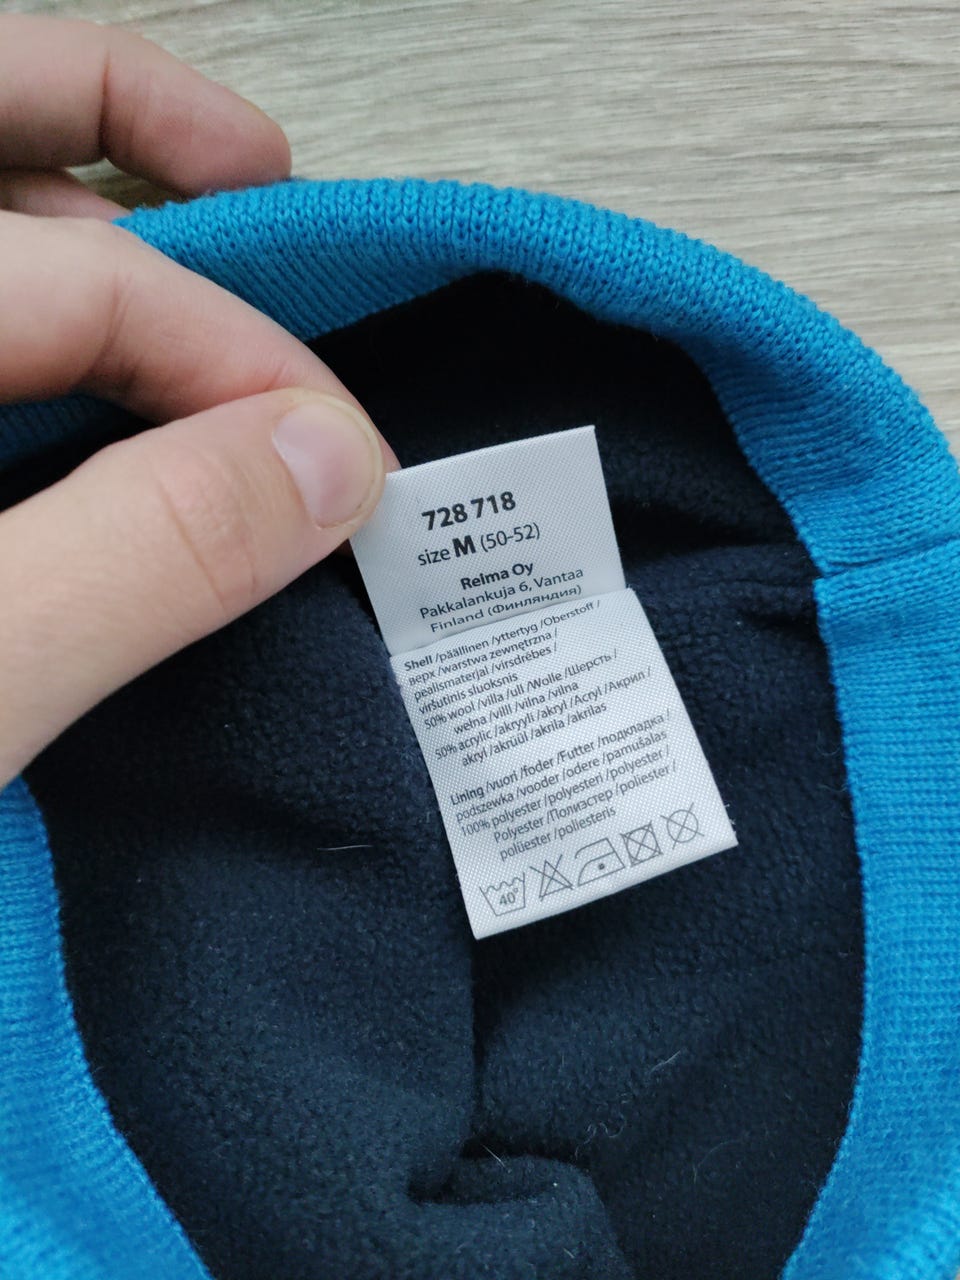 728 718
size M (50-52)
Reima Oy
Pakkalankuja 6, Vantaa
Finland (Финляндия)
Shell /päällinen /yttertyg /Oberstoff /
верх /warstwa zewnętrzna /
pealismaterjal /virsdrēbes /
viršutinis sluoksnis
50% wool /villa /ull /Wolle /Шерсть /
wełna /vill /vilna /vilna
50% acrylic /akryyli /akryl /Acryl /Акрил /
akryl /akrüül /akrila /akrilas
Lining /vuori /foder /Futter /подкладка /
podszewka /vooder /odere /pamušalas
100% polyester /polyesteri /polyester /
Polyester /Полиэстер /poliester /
polüester /poliesteris
40°